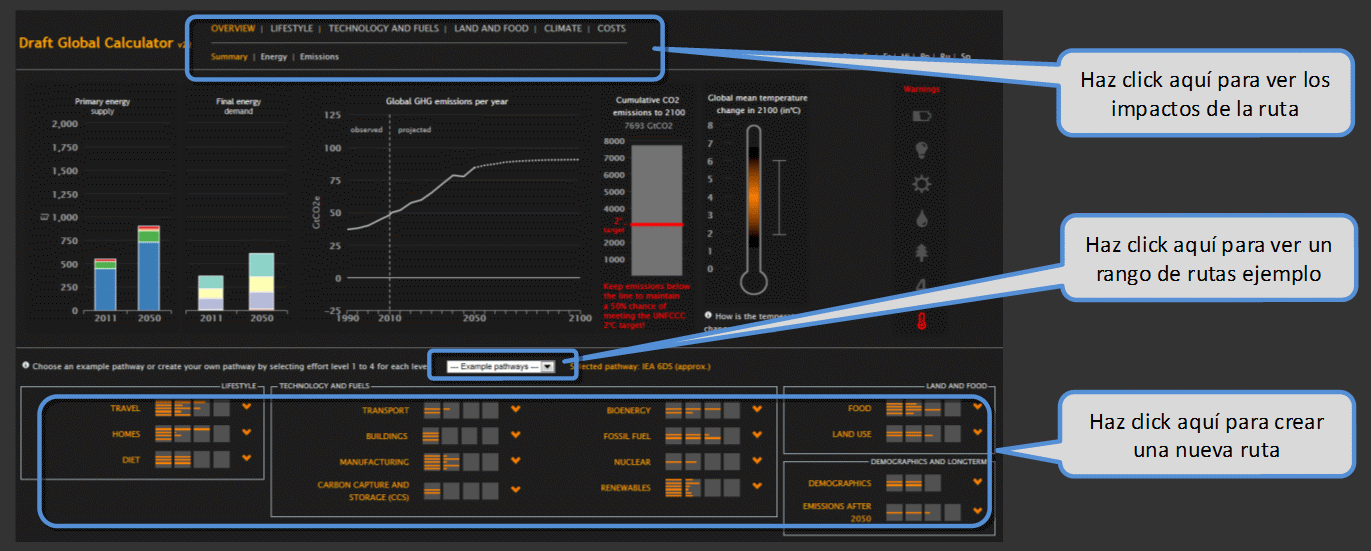 OVERVIEW | LIFESTYLE | TECHNOLOGY AND FUELS | LAND AND FOOD | CLIMATE | COSTS
Draft Global Calculator
Summary | Energy | Emissions
Haz click aquí para ver los
impactos de la ruta
Primary energy
supply
2,000
1,750
1,500
1,250
1,000
750
500
250
0
EJ
2011 2050
Final energy
demand
2011 2050
Global GHG emissions per year
observed projected
125
100
75
50
25
0
−25
GtCO2e
1990 2010 2050 2100
Cumulative CO2
emissions to 2100
7693 GtCO2
8000
7000
6000
5000
4000
2°
target
2000
1000
Keep emissions below
the line to maintain
a 50% chance of
meeting the UNFCCC
2°C target!
Global mean temperature
change in 2100 (in°C)
8
7
6
5
4
3
2
1
0
How is the
Warnings
Haz click aquí para ver un
rango de rutas ejemplo
Choose an example pathway or create your own pathway by selecting effort level 1 to 4 for each
--- Example pathways ---
Selected pathway: IEA 6DS (approx.)
LIFESTYLE
TRAVEL
HOMES
DIET
TECHNOLOGY AND FUELS
TRANSPORT
BUILDINGS
MANUFACTURING
CARBON CAPTURE AND
STORAGE (CCS)
BIOENERGY
FOSSIL FUEL
NUCLEAR
RENEWABLES
LAND AND FOOD
FOOD
LAND USE
DEMOGRAPHICS AND LONGTERM
DEMOGRAPHICS
EMISSIONS AFTER
2050
Haz click aquí para crear
una nueva ruta